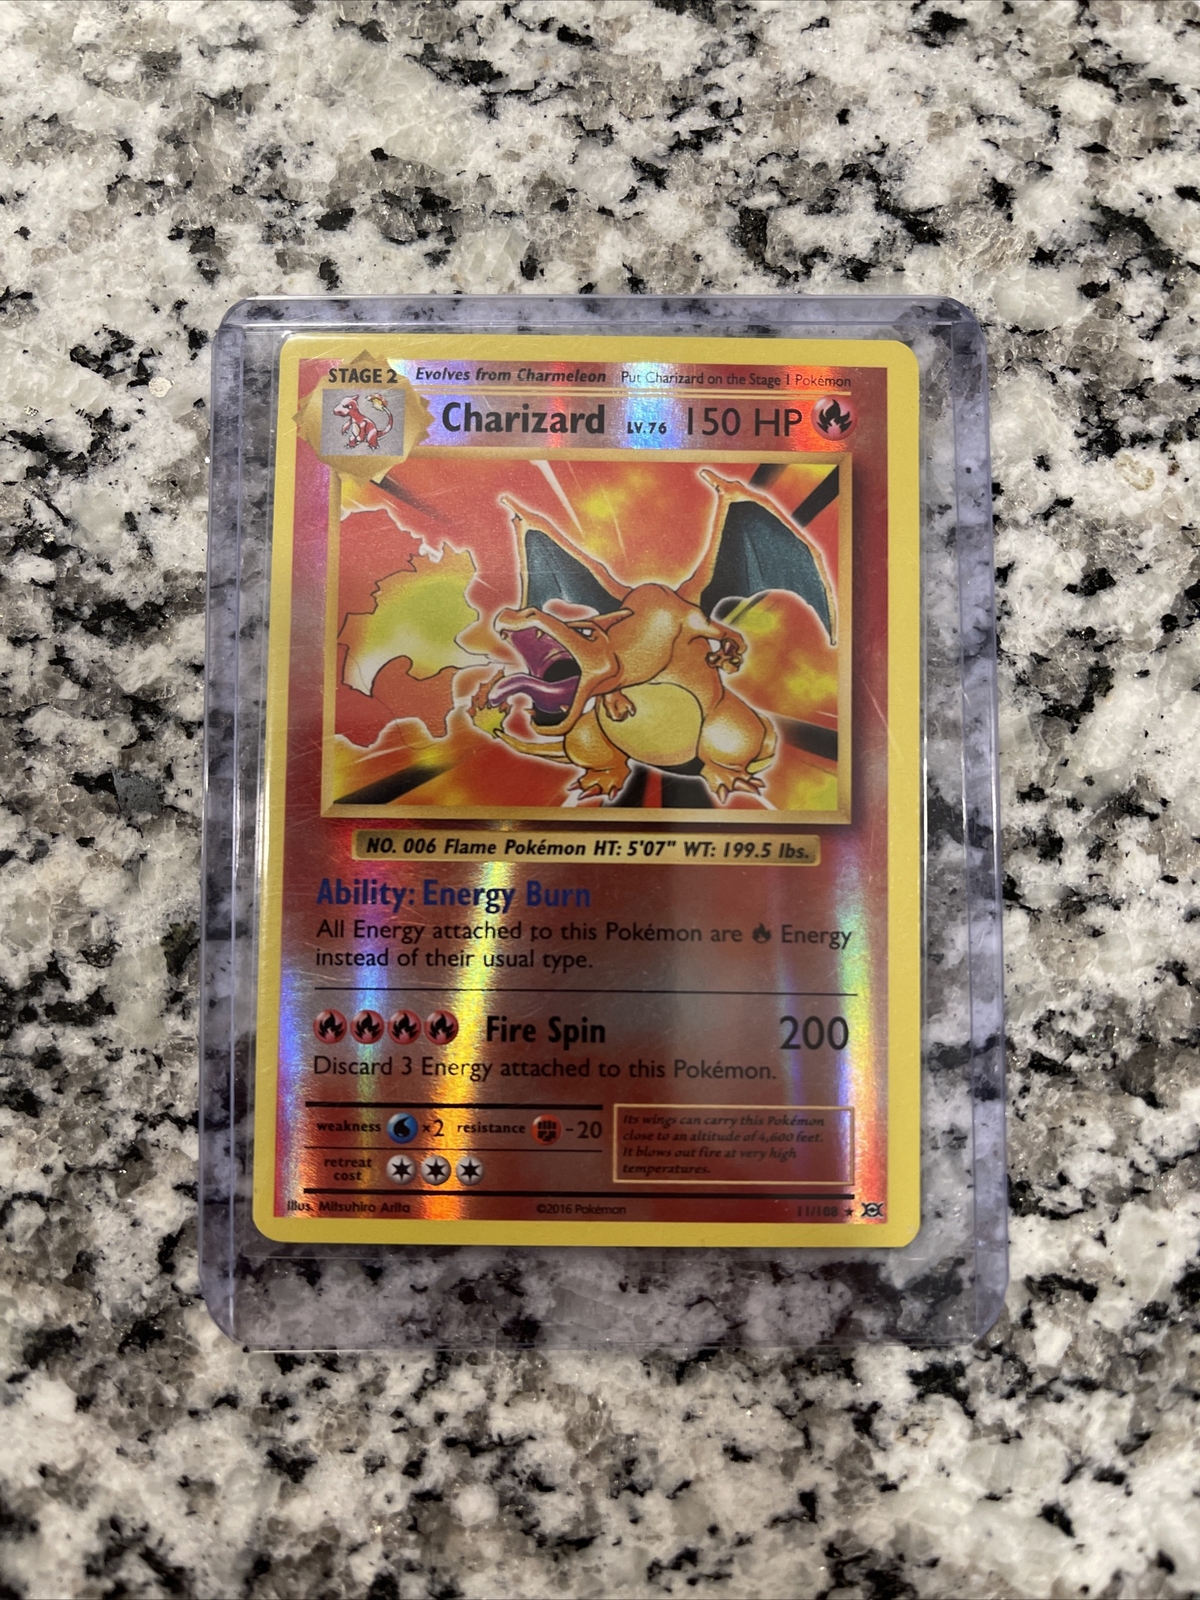 STAGE 2 Evolves from Charmeleon Put Charizard on the Stage 1 Pokémon
Charizard LV.76 150 HP
NO. 006 Flame Pokémon HT: 5'07" WT: 199.5 lbs.
Ability: Energy Burn
All Energy attached to this Pokémon are Energy
instead of their usual type.
Fire Spin 200
Discard 3 Energy attached to this Pokémon.
weakness ×2 resistance -20
retreat
cost
Its wings can carry this Pokémon
close to an altitude of 4,600 feet.
It blows out fire at very high
temperatures.
Illus. Mitsuhiro Arita ©2016 Pokémon 11/108 ★